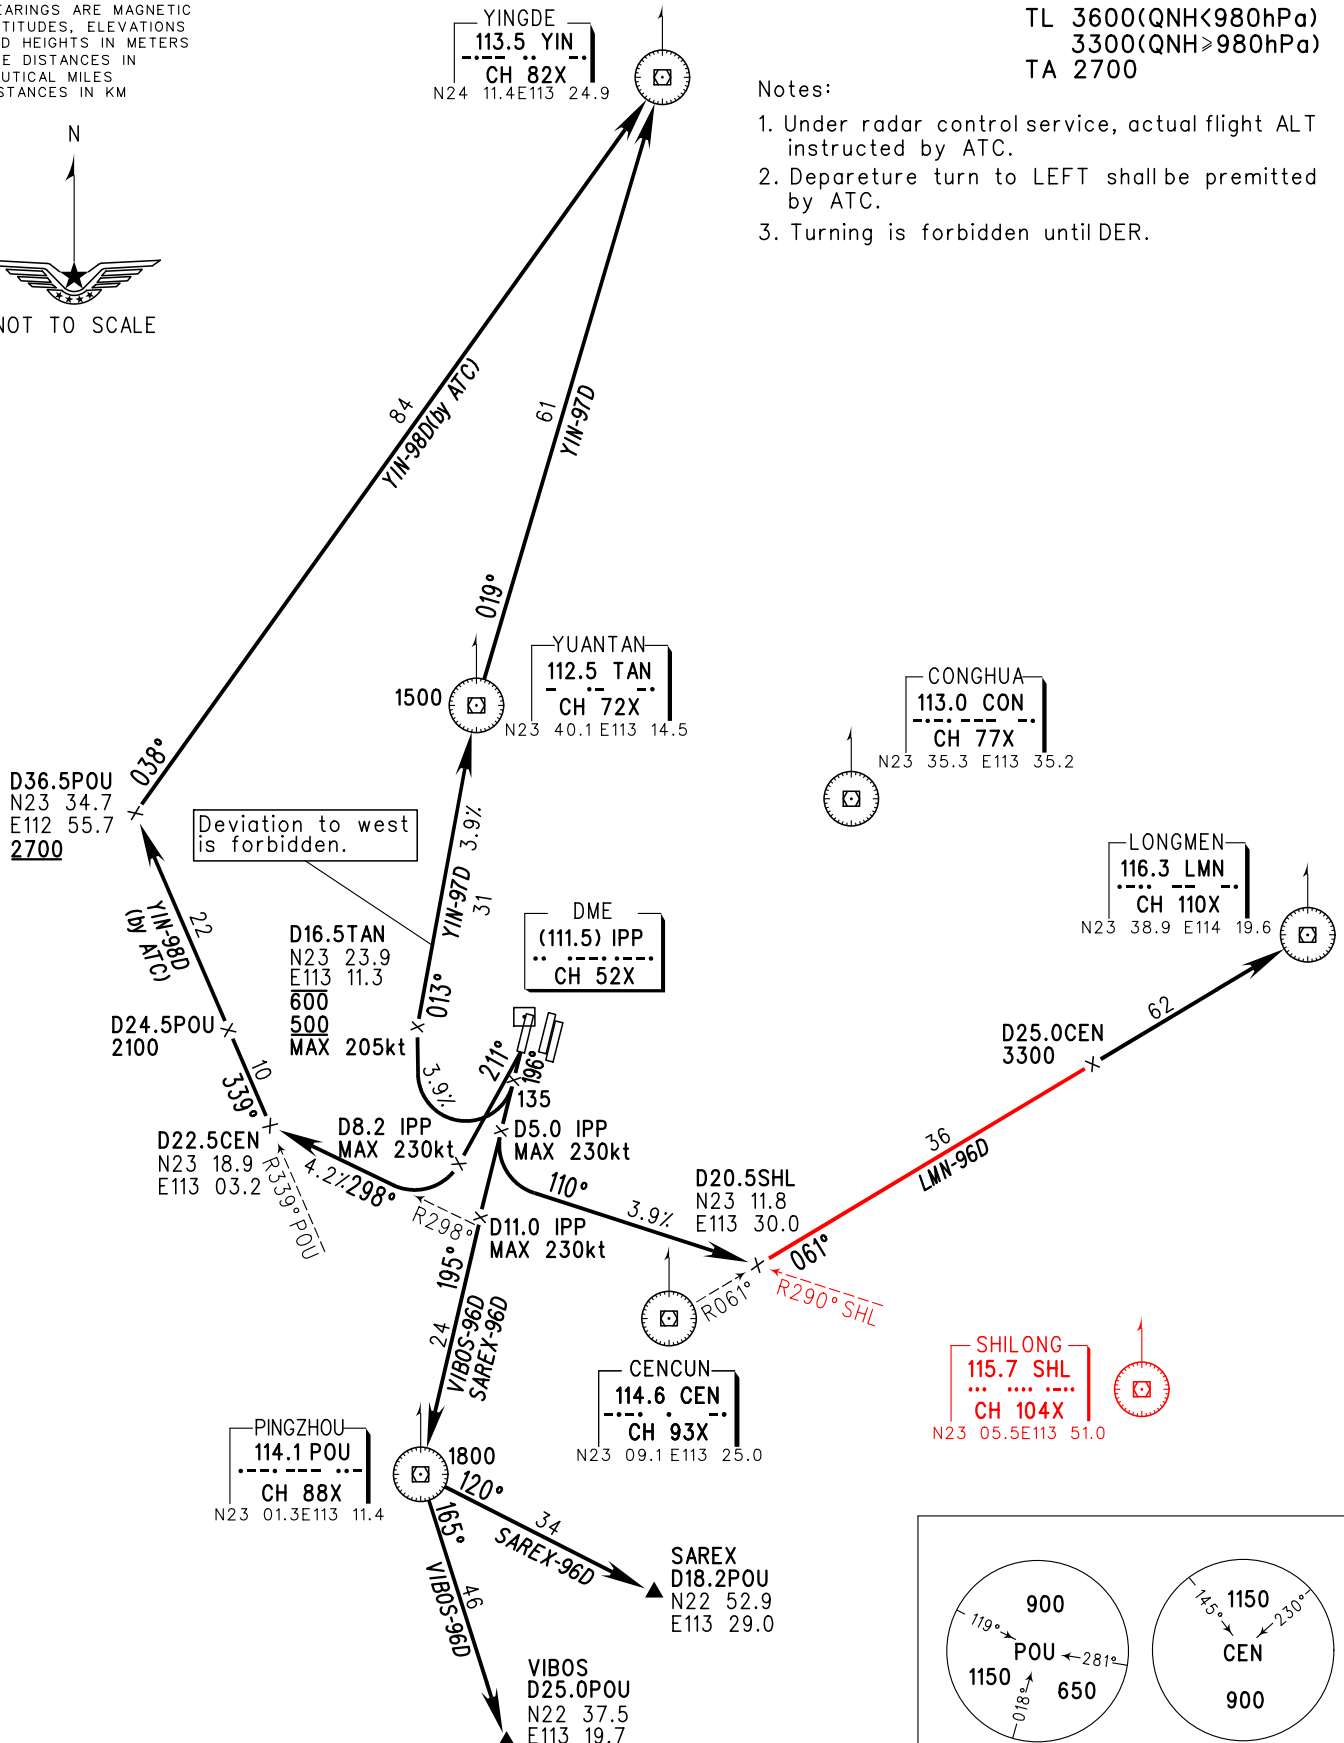 EARINGS ARE MAGNETIC
TITUDES, ELEVATIONS
D HEIGHTS IN METERS
E DISTANCES IN
UTICAL MILES
STANCES IN KM
N
NOT TO SCALE
YINGDE
113.5 YIN
CH 82X
N24 11.4E113 24.9
TL 3600(QNH<980hPa)
3300(QNH≥980hPa)
TA 2700
Notes:
1. Under radar control service, actual flight ALT
instructed by ATC.
2. Depareture turn to LEFT shall be premitted
by ATC.
3. Turning is forbidden until DER.
84
YIN-98D(by ATC)
61
YIN-97D
019°
YUANTAN
112.5 TAN
CH 72X
N23 40.1 E113 14.5
1500
CONGHUA
113.0 CON
CH 77X
N23 35.3 E113 35.2
038°
D36.5POU
N23 34.7
E112 55.7
2700
Deviation to west
is forbidden.
3.9%
YIN-97D
31
013°
LONGMEN
116.3 LMN
CH 110X
N23 38.9 E114 19.6
22
YIN-98D
(by ATC)
D16.5TAN
N23 23.9
E113 11.3
600
500
MAX 205kt
DME
(111.5) IPP
CH 52X
D24.5POU
2100
10
339°
3.9%
211°
196°
135
62
D25.0CEN
3300
D8.2 IPP
MAX 230kt
D5.0 IPP
MAX 230kt
D22.5CEN
N23 18.9
E113 03.2
R339°POU
4.2%
298°
R298°
110°
3.9%
D20.5SHL
N23 11.8
E113 30.0
36
LMN-96D
061°
R061°
R290°SHL
D11.0 IPP
MAX 230kt
195°
24
VIBOS-96D
SAREX-96D
CENCUN
114.6 CEN
CH 93X
N23 09.1 E113 25.0
SHILONG
115.7 SHL
CH 104X
N23 05.5E113 51.0
PINGZHOU
114.1 POU
CH 88X
N23 01.3E113 11.4
1800
120°
165°
34
SAREX-96D
46
VIBOS-96D
SAREX
D18.2POU
N22 52.9
E113 29.0
VIBOS
D25.0POU
N22 37.5
E113 19.7
900
119°
POU
281°
1150
650
018°
1150
145°
230°
CEN
900